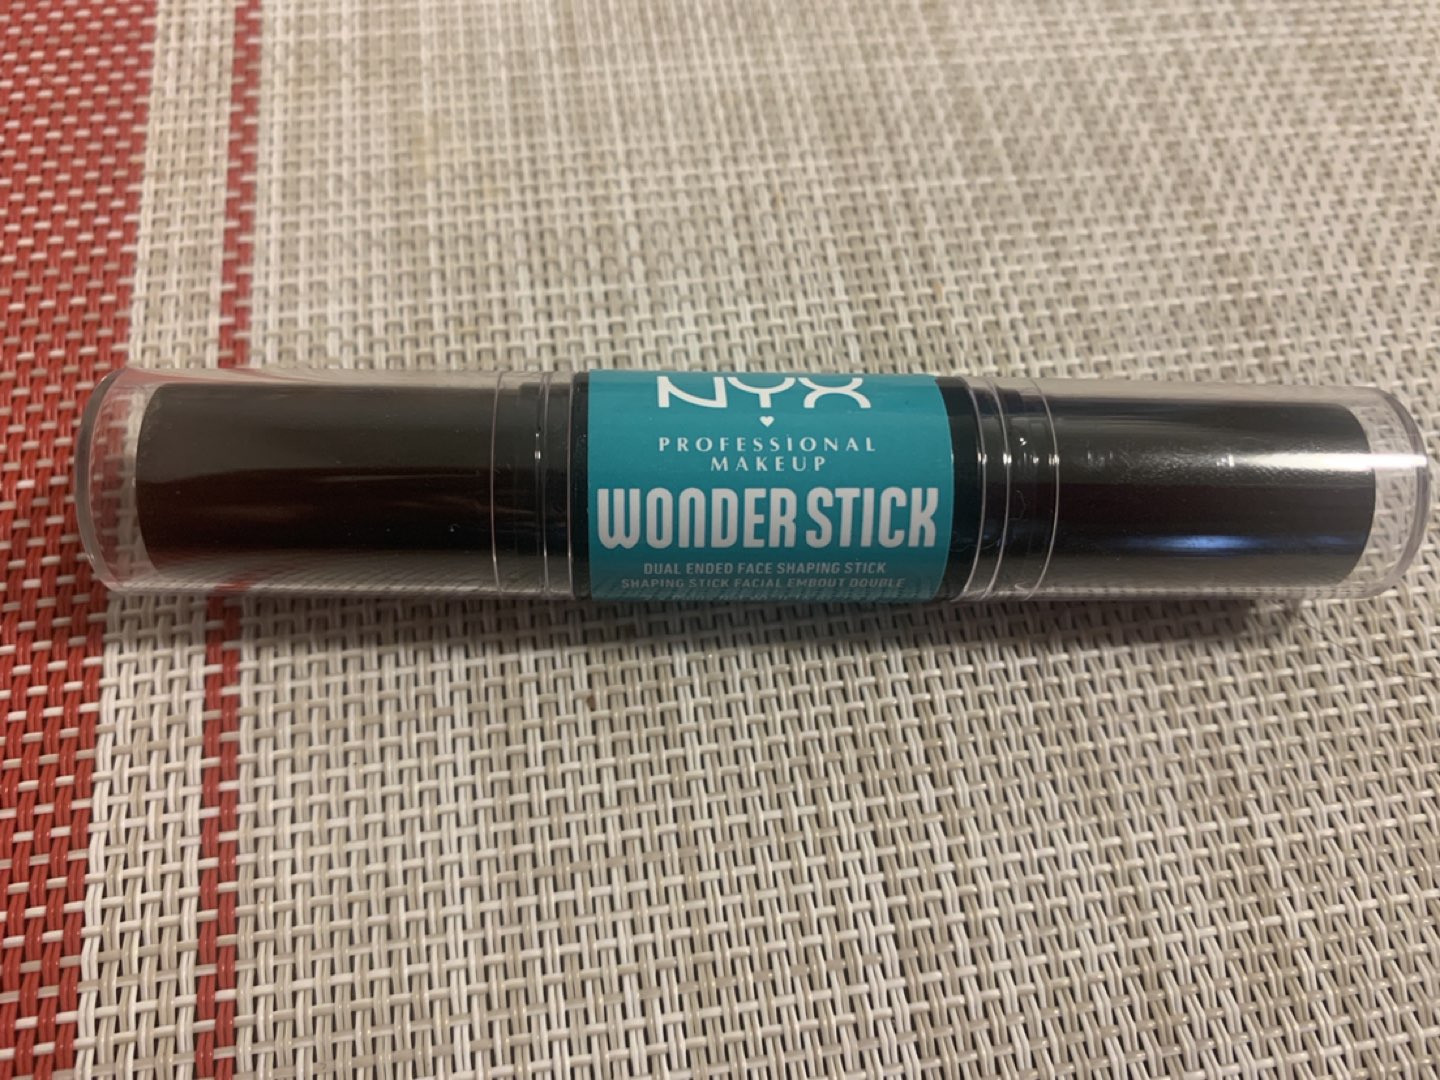 NYX
PROFESSIONAL
MAKEUP
WONDER STICK
DUAL ENDED FACE SHAPING STICK
SHAPING STICK FACIAL EMBOUT DOUBLE